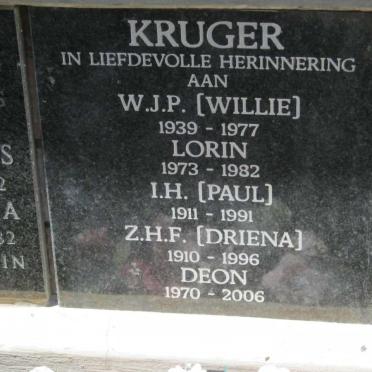 KRUGER
IN LIEFDEVOLLE HERINNERING
AAN
W.J.P. [WILLIE]
1939 - 1977
LORIN
1973 - 1982
I.H. [PAUL]
1911 - 1991
Z.H.F. [DRIENA]
1910 - 1996
DEON
1970 - 2006